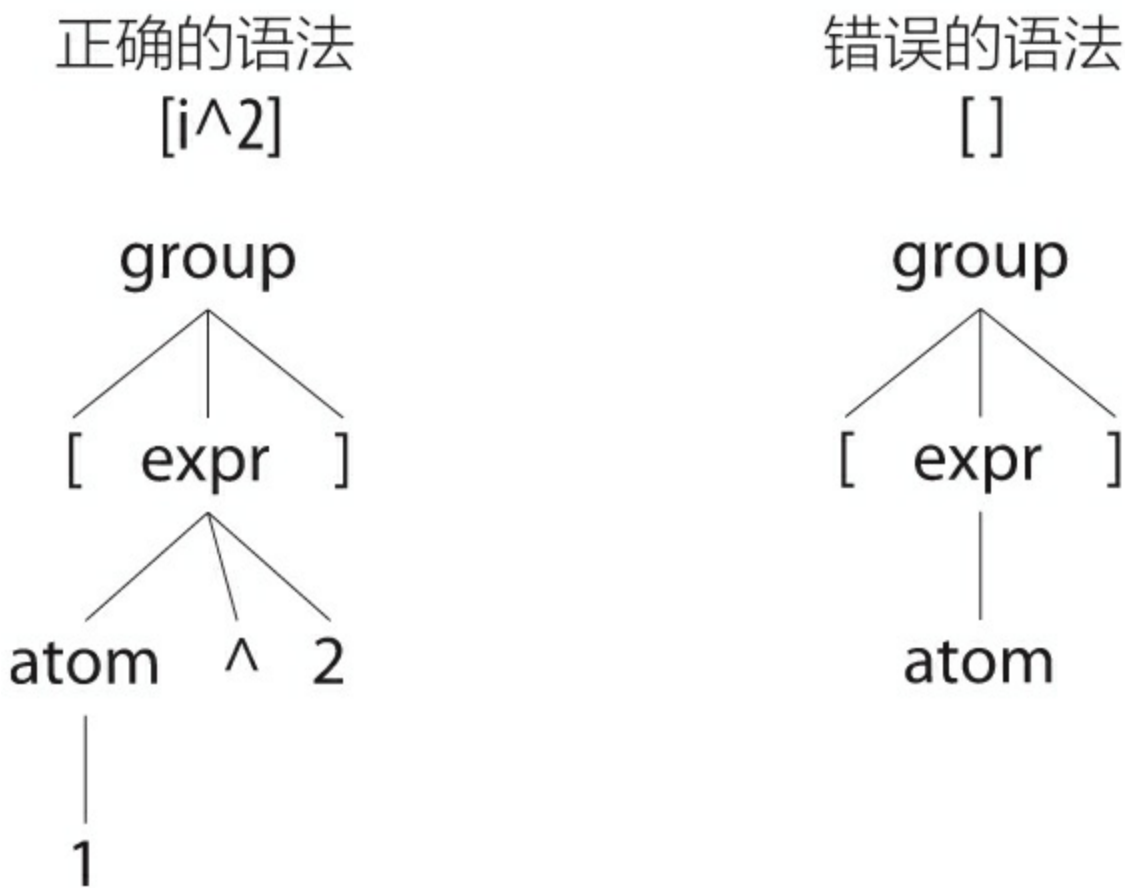 正确的语法
[i^2]
group
[ expr ]
atom ^ 2
1
错误的语法
[ ]
group
[ expr ]
atom